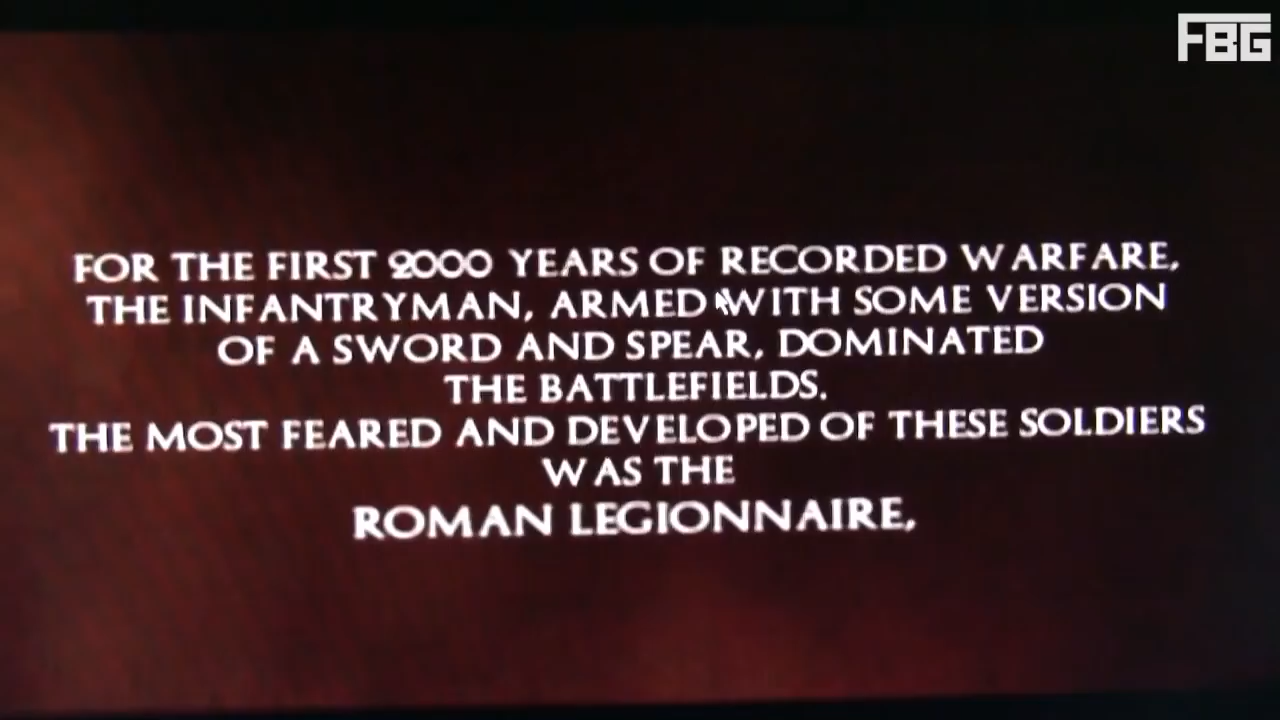 FBG
FOR THE FIRST 2000 YEARS OF RECORDED WARFARE,
THE INFANTRYMAN, ARMED WITH SOME VERSION
OF A SWORD AND SPEAR, DOMINATED
THE BATTLEFIELDS.
THE MOST FEARED AND DEVELOPED OF THESE SOLDIERS
WAS THE
ROMAN LEGIONNAIRE,